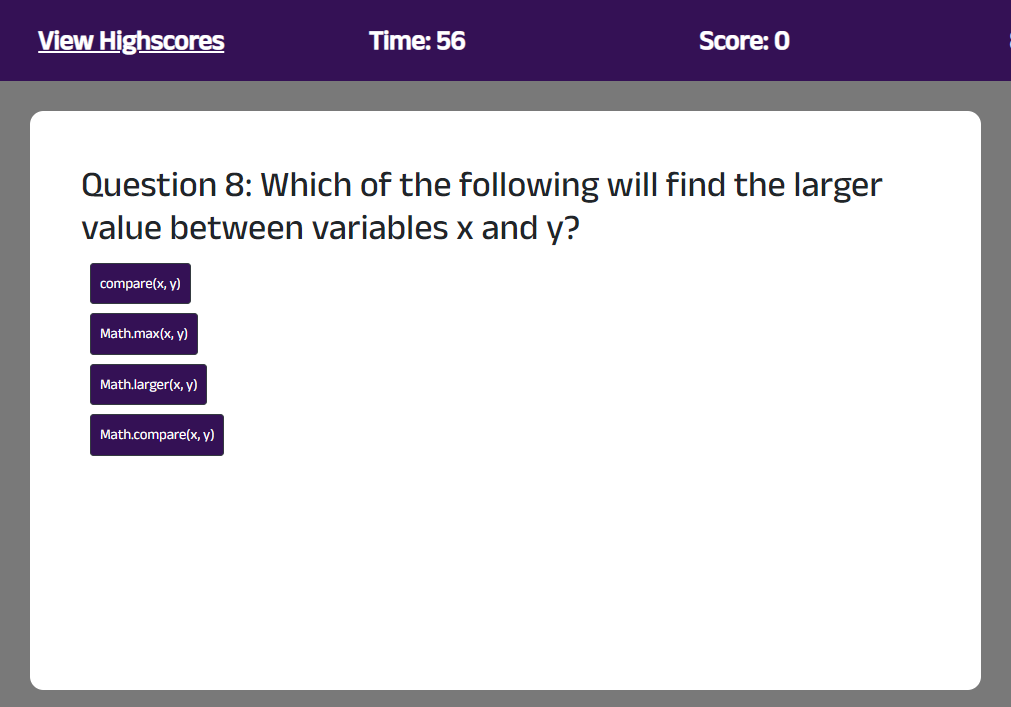 View Highscores Time: 56 Score: 0
Question 8: Which of the following will find the larger
value between variables x and y?
compare(x, y)
Math.max(x, y)
Math.larger(x, y)
Math.compare(x, y)